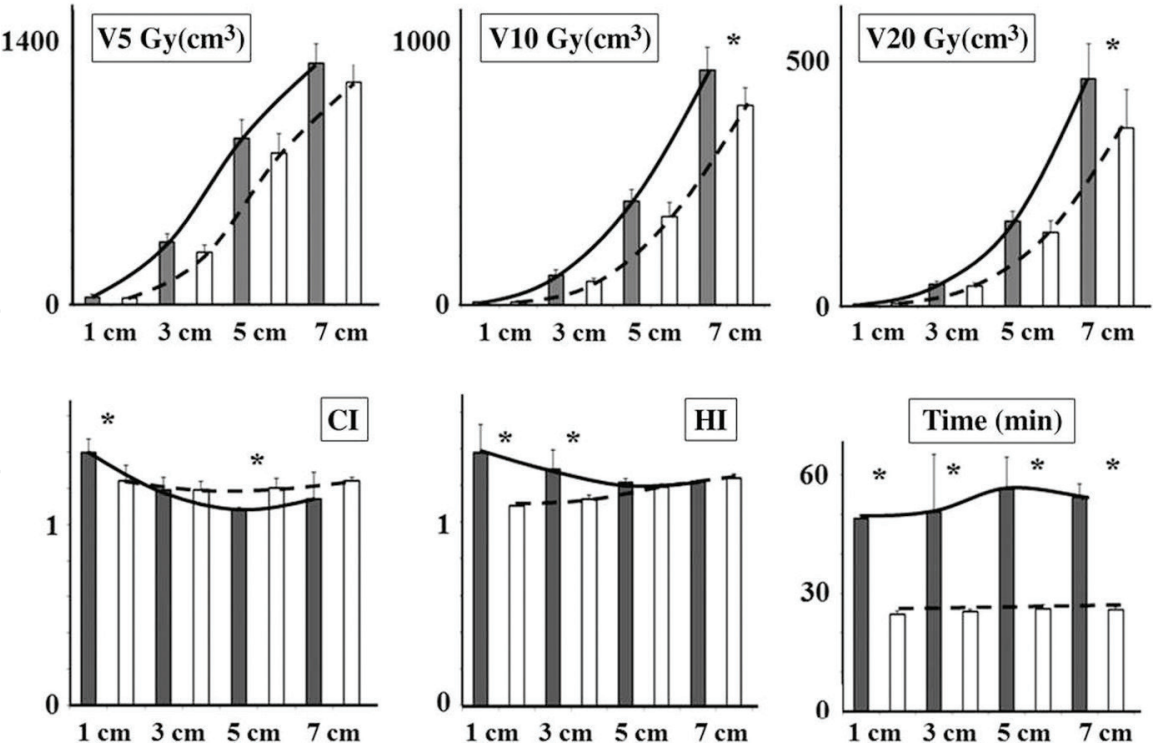 V5 Gy(cm³)
1400
0
1 cm 3 cm 5 cm 7 cm
V10 Gy(cm³)
1000
*
0
1 cm 3 cm 5 cm 7 cm
V20 Gy(cm³)
500
*
0
1 cm 3 cm 5 cm 7 cm
CI
*
*
1
0
1 cm 3 cm 5 cm 7 cm
HI
* *
1
0
1 cm 3 cm 5 cm 7 cm
Time (min)
60
* * * *
30
0
1 cm 3 cm 5 cm 7 cm